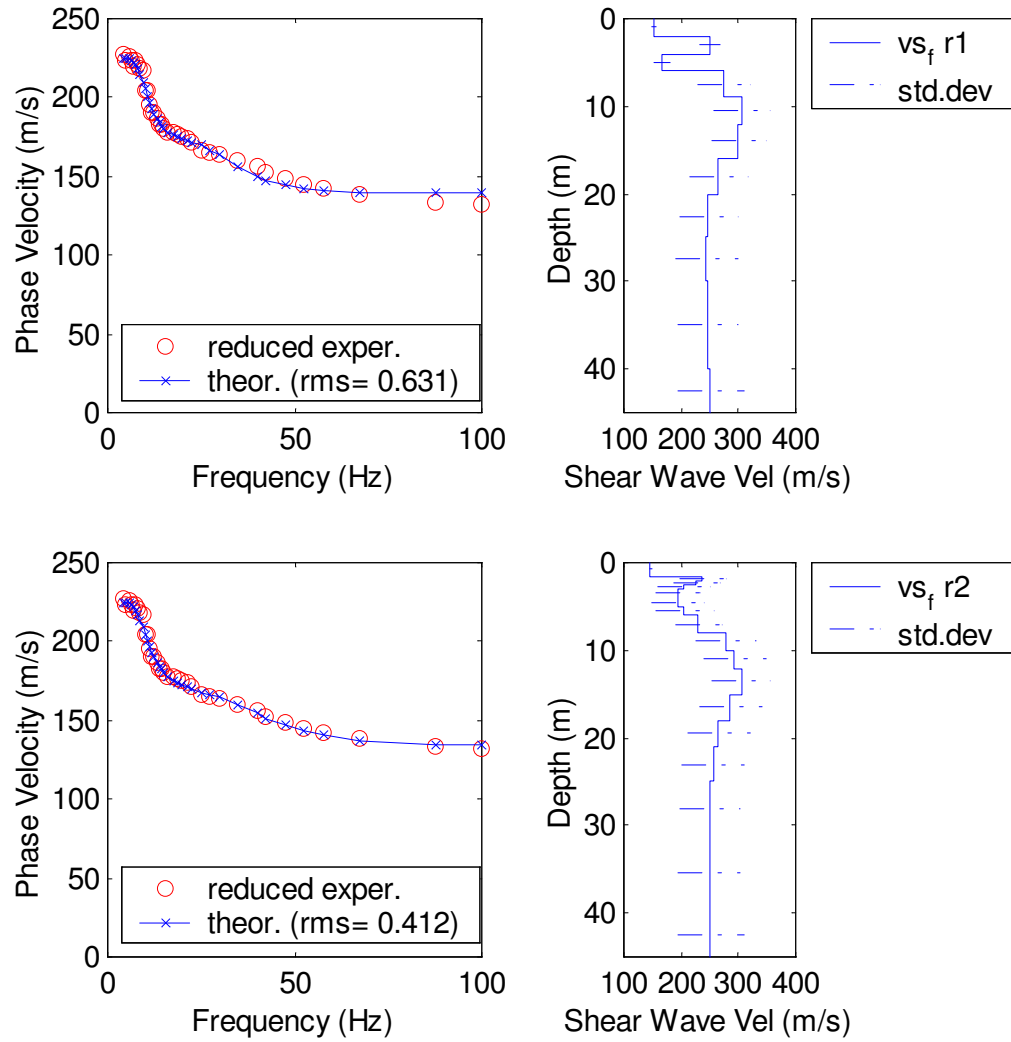 250
200
150
100
50
0
Phase Velocity (m/s)
reduced exper.
theor. (rms= 0.631)
0 50 100
Frequency (Hz)
0
10
20
30
40
Depth (m)
100 200 300 400
Shear Wave Vel (m/s)
vsf r1
std.dev
250
200
150
100
50
0
Phase Velocity (m/s)
reduced exper.
theor. (rms= 0.412)
0 50 100
Frequency (Hz)
0
10
20
30
40
Depth (m)
100 200 300 400
Shear Wave Vel (m/s)
vsf r2
std.dev